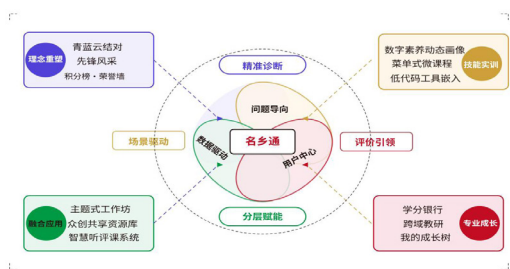 理念重塑
青蓝云结对
先锋风采
积分榜·荣誉墙
精准诊断
数字素养动态画像
菜单式微课程
低代码工具嵌入
技能实训
问题导向
场景驱动
数据驱动
名乡通
用户中心
评价引领
融合应用
主题式工作坊
众创共享资源库
智慧听评课系统
分层赋能
学分银行
跨域教研
我的成长树
专业成长